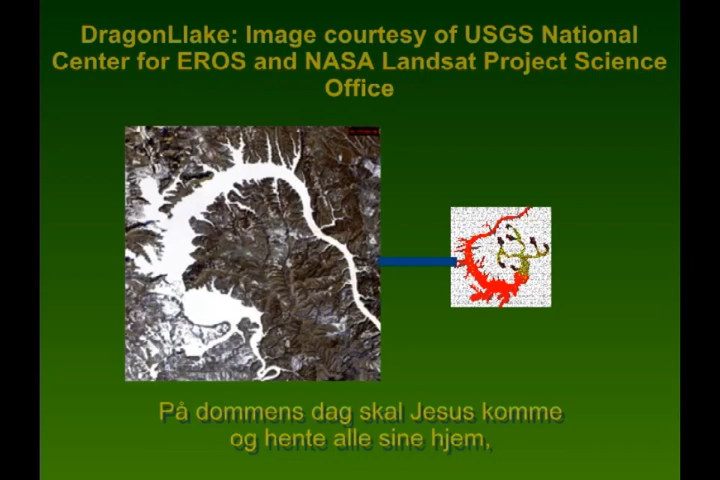 DragonLlake: Image courtesy of USGS National
Center for EROS and NASA Landsat Project Science
Office
På dommens dag skal Jesus komme
og hente alle sine hjem,